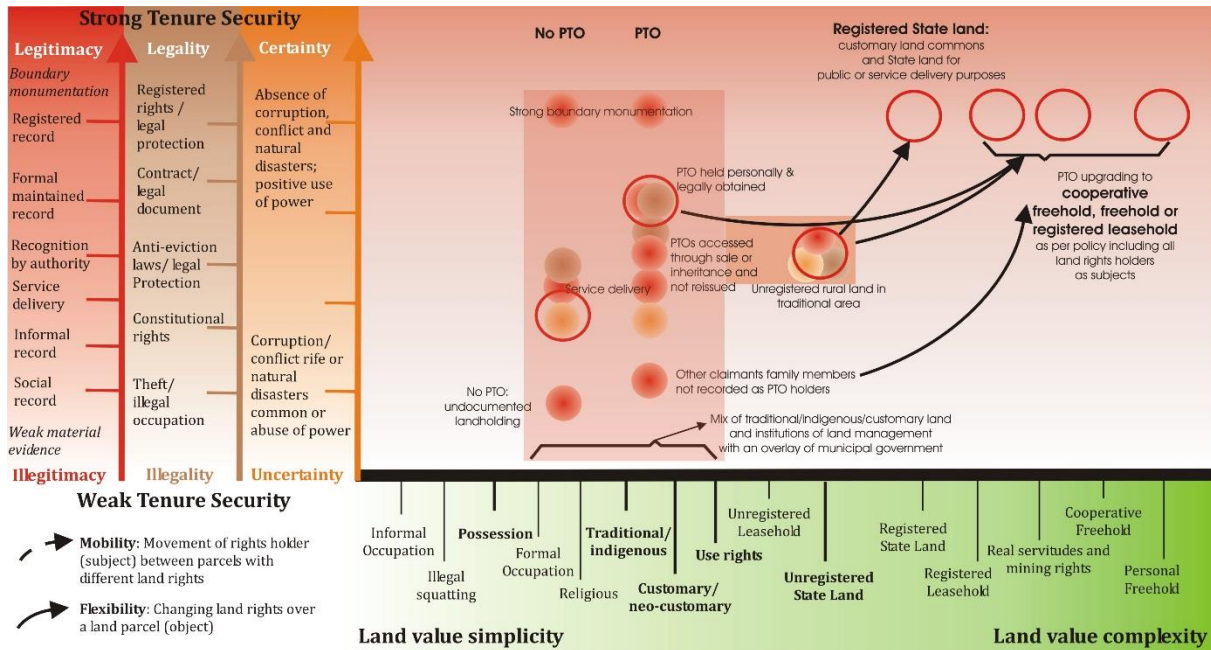 Strong Tenure Security
Legitimacy
Legality
Certainty
Boundary
monumentation
Registered
record
Formal
maintained
record
Recognition
by authority
Service
delivery
Informal
record
Social
record
Weak material
evidence
Illegitimacy
Registered
rights /
legal
protection
Contract/
legal
document
Anti-eviction
laws/ legal
Protection
Constitutional
rights
Theft/
illegal
occupation
Illegality
Absence of
corruption,
conflict and
natural
disasters;
positive use
of power
Corruption/
conflict rife or
natural
disasters
common or
abuse of power
Uncertainty
Weak Tenure Security
Mobility: Movement of rights holder
(subject) between parcels with
different land rights
Flexibility: Changing land rights over
a land parcel (object)
No PTO
PTO
Strong boundary monumentation
PTO held personally &
legally obtained
PTOs accessed
through sale or
inheritance and
not reissued
Service delivery
No PTO:
undocumented
landholding
Other claimants family members
not recorded as PTO holders
Mix of traditional/indigenous/customary land
and institutions of land management
with an overlay of municipal government
Unregistered rural land in
traditional area
Registered State land:
customary land commons
and State land for
public or service delivery purposes
PTO upgrading to
cooperative
freehold, freehold or
registered leasehold
as per policy including all
land rights holders
as subjects
Informal
Occupation
Illegal
squatting
Possession
Formal
Occupation
Religious
Traditional/
indigenous
Customary/
neo-customary
Use rights
Unregistered
Leasehold
Unregistered
State Land
Registered
State Land
Registered
Leasehold
Real servitudes and
mining rights
Cooperative
Freehold
Personal
Freehold
Land value simplicity
Land value complexity